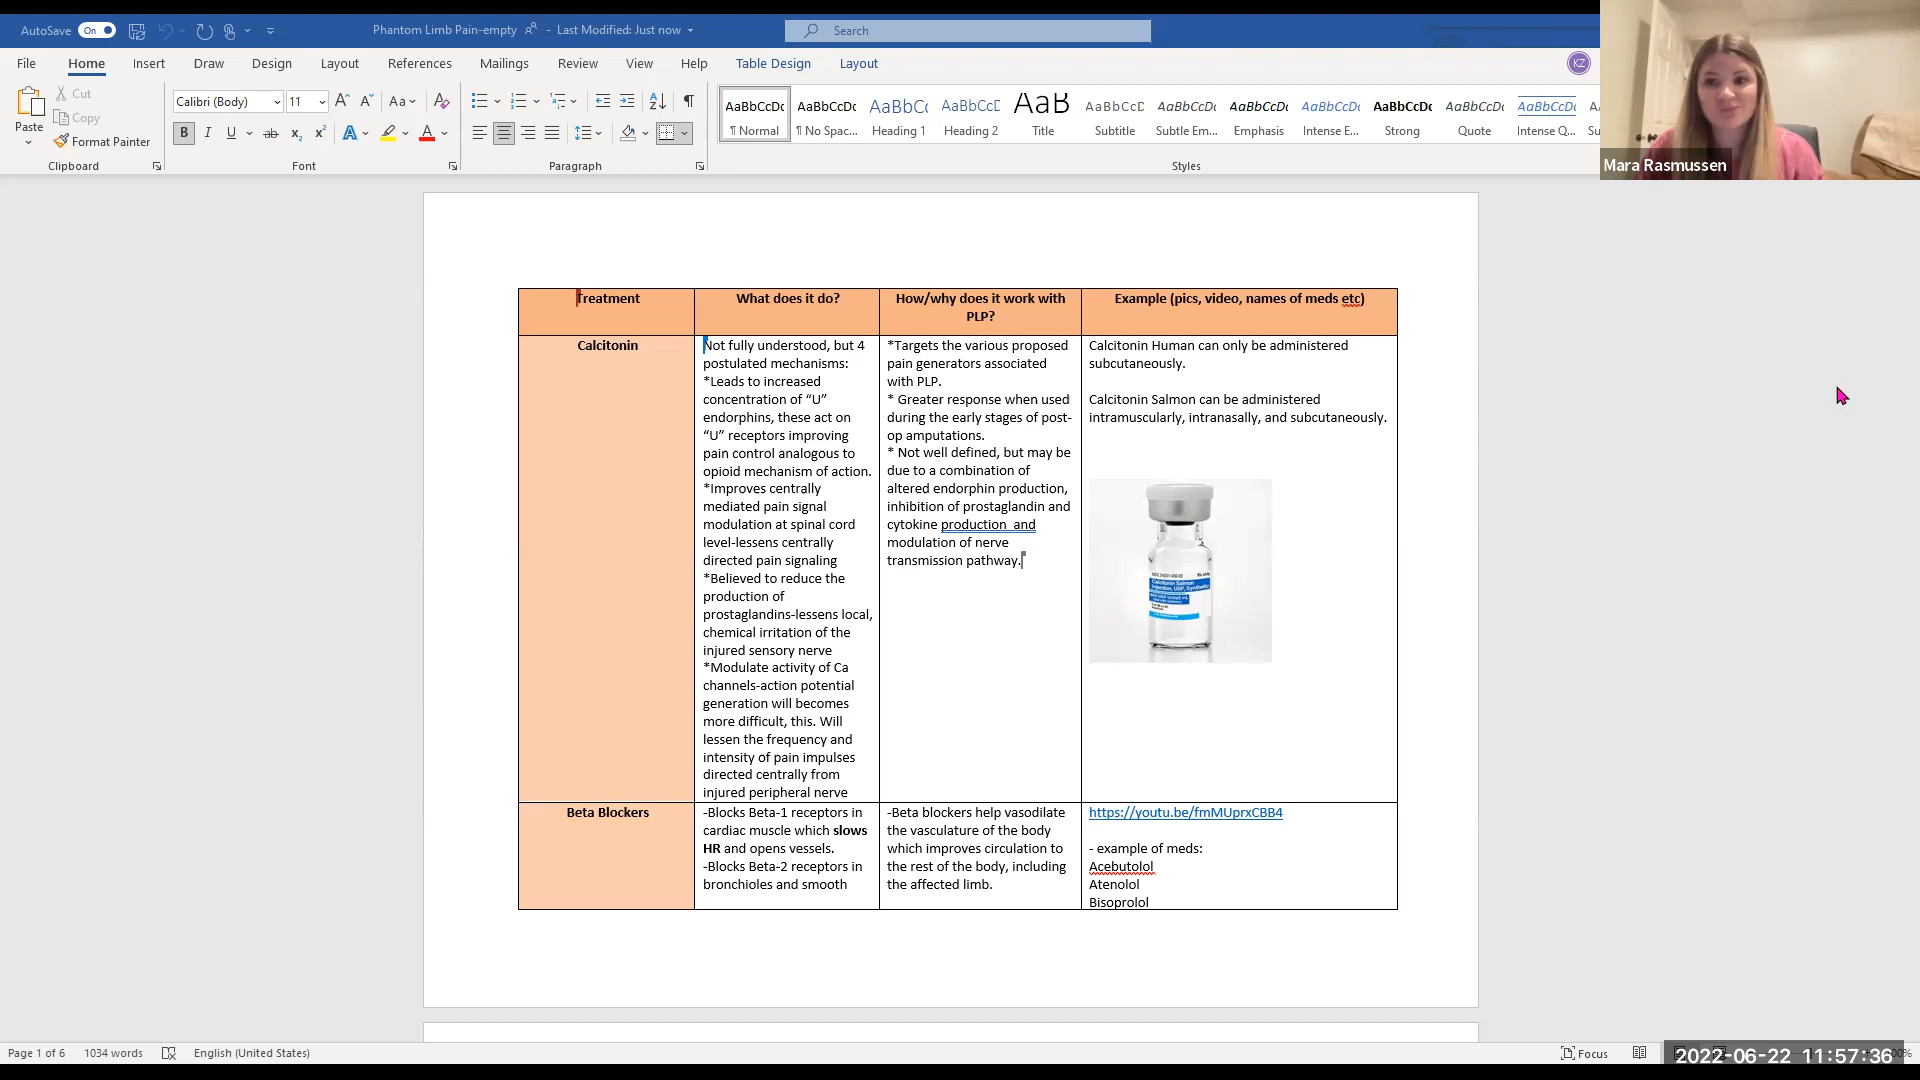 AutoSave On Phantom Limb Pain-empty - Last Modified: Just now Search
File Home Insert Draw Design Layout References Mailings Review View Help Table Design Layout KZ
Paste Cut Copy Format Painter
Calibri (Body) 11
AaBbCcDc AaBbCcDc AaBbCc AaBbCcD AaB AaBbCcD AaBbCcDc AaBbCcDc AaBbCcDc AaBbCcDc AaBbCcDc AaBbCcDc
¶ Normal ¶ No Spac... Heading 1 Heading 2 Title Subtitle Subtle Em... Emphasis Intense E... Strong Quote Intense Q...
Clipboard Font Paragraph Styles
Mara Rasmussen
Treatment
What does it do?
How/why does it work with
PLP?
Example (pics, video, names of meds etc)
Calcitonin
Not fully understood, but 4
postulated mechanisms:
*Leads to increased
concentration of “U”
endorphins, these act on
“U” receptors improving
pain control analogous to
opioid mechanism of action.
*Improves centrally
mediated pain signal
modulation at spinal cord
level-lessens centrally
directed pain signaling
*Believed to reduce the
production of
prostaglandins-lessens local,
chemical irritation of the
injured sensory nerve
*Modulate activity of Ca
channels-action potential
generation will becomes
more difficult, this. Will
lessen the frequency and
intensity of pain impulses
directed centrally from
injured peripheral nerve
*Targets the various proposed
pain generators associated
with PLP.
* Greater response when used
during the early stages of post-
op amputations.
* Not well defined, but may be
due to a combination of
altered endorphin production,
inhibition of prostaglandin and
cytokine production  and
modulation of nerve
transmission pathway.
Calcitonin Human can only be administered
subcutaneously.
Calcitonin Salmon can be administered
intramuscularly, intranasally, and subcutaneously.
Calcitonin Salmon
Injection, USP, Synthetic
Beta Blockers
-Blocks Beta-1 receptors in
cardiac muscle which slows
HR and opens vessels.
-Blocks Beta-2 receptors in
bronchioles and smooth
-Beta blockers help vasodilate
the vasculature of the body
which improves circulation to
the rest of the body, including
the affected limb.
https://youtu.be/fmMUprxCBB4
- example of meds:
Acebutolol
Atenolol
Bisoprolol
Page 1 of 6 1034 words English (United States) Focus
2022-06-22 11:57:36